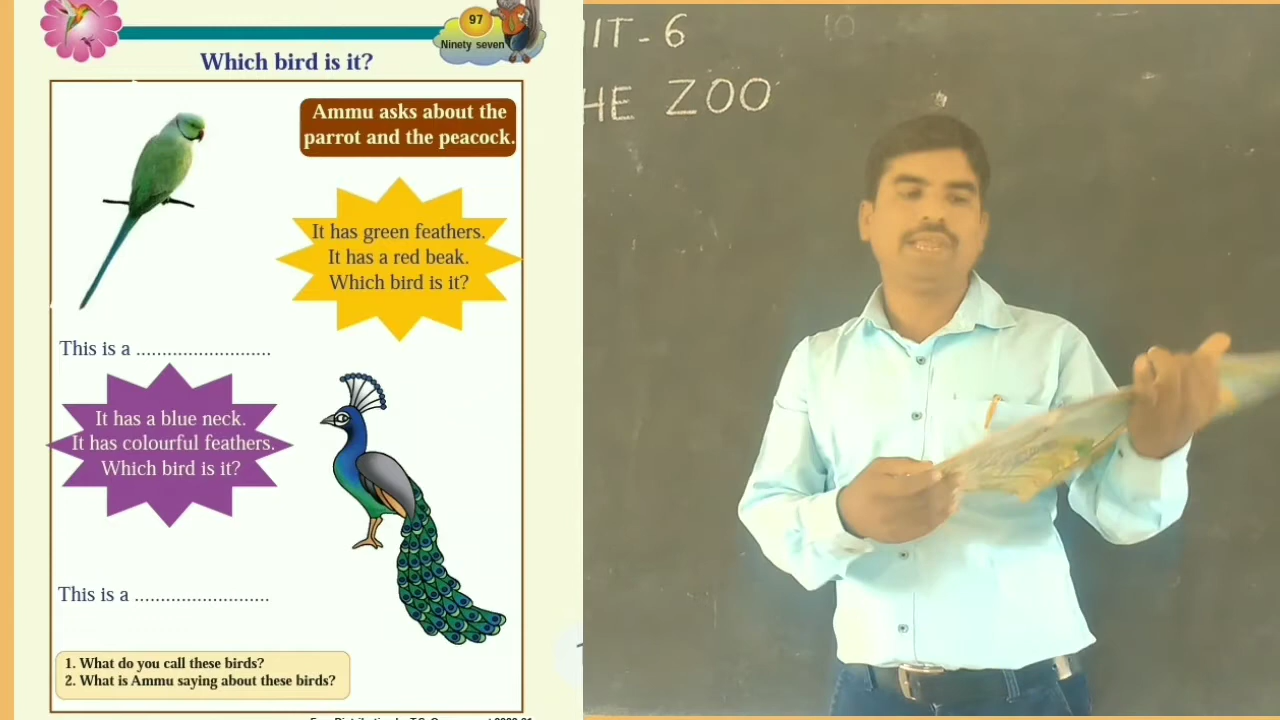 97
Ninety seven
Which bird is it?
Ammu asks about the
parrot and the peacock.
It has green feathers.
It has a red beak.
Which bird is it?
This is a ..........................
It has a blue neck.
It has colourful feathers.
Which bird is it?
This is a ..........................
1. What do you call these birds?
2. What is Ammu saying about these birds?
IT - 6
HE ZOO
10